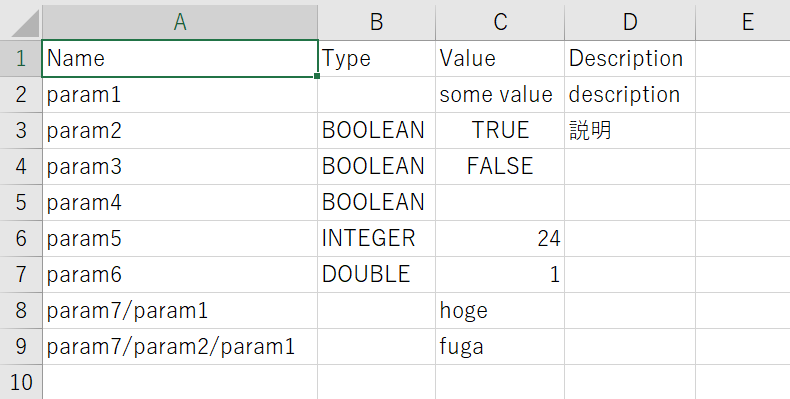 A B C D E
1 Name Type Value Description
2 param1 some value description
3 param2 BOOLEAN TRUE 説明
4 param3 BOOLEAN FALSE
5 param4 BOOLEAN
6 param5 INTEGER 24
7 param6 DOUBLE 1
8 param7/param1 hoge
9 param7/param2/param1 fuga
10